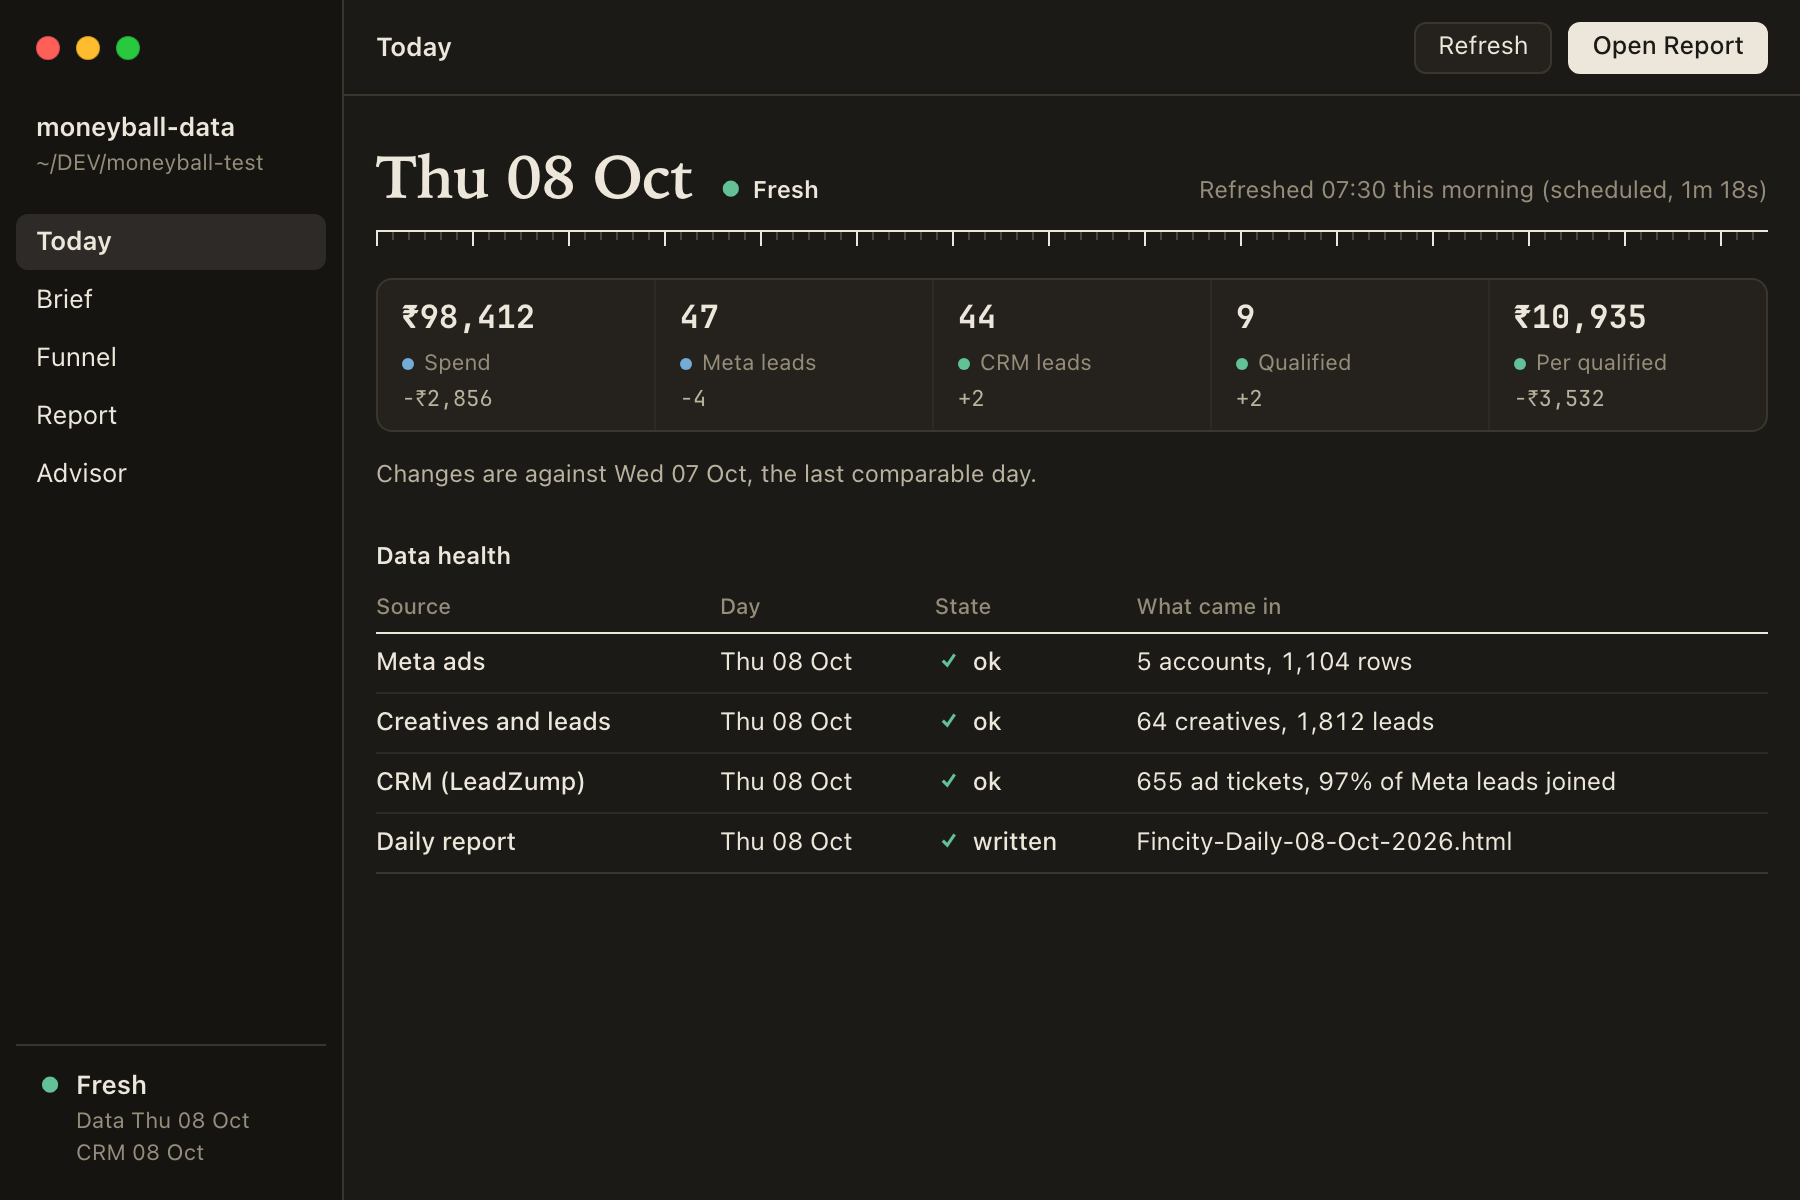 Today
Refresh
Open Report
moneyball-data
~/DEV/moneyball-test
Today
Brief
Funnel
Report
Advisor
Thu 08 Oct
Fresh
Refreshed 07:30 this morning (scheduled, 1m 18s)
₹98,412
Spend
-₹2,856
47
Meta leads
-4
44
CRM leads
+2
9
Qualified
+2
₹10,935
Per qualified
-₹3,532
Changes are against Wed 07 Oct, the last comparable day.
Data health
Source Day State What came in
Meta ads Thu 08 Oct ✓ ok 5 accounts, 1,104 rows
Creatives and leads Thu 08 Oct ✓ ok 64 creatives, 1,812 leads
CRM (LeadZump) Thu 08 Oct ✓ ok 655 ad tickets, 97% of Meta leads joined
Daily report Thu 08 Oct ✓ written Fincity-Daily-08-Oct-2026.html
Fresh
Data Thu 08 Oct
CRM 08 Oct